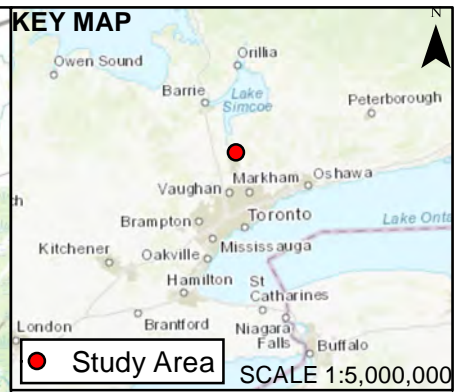 KEY MAP
N
Orillia
Owen Sound
Barrie
Lake
Simcoe
Peterborough
Vaughan
Markham
Oshawa
Brampton
Toronto
Lake Onta
Kitchener
Oakville
Mississauga
Hamilton
St
Catharines
London
Brantford
Niagara
Falls
Buffalo
Study Area
SCALE 1:5,000,000